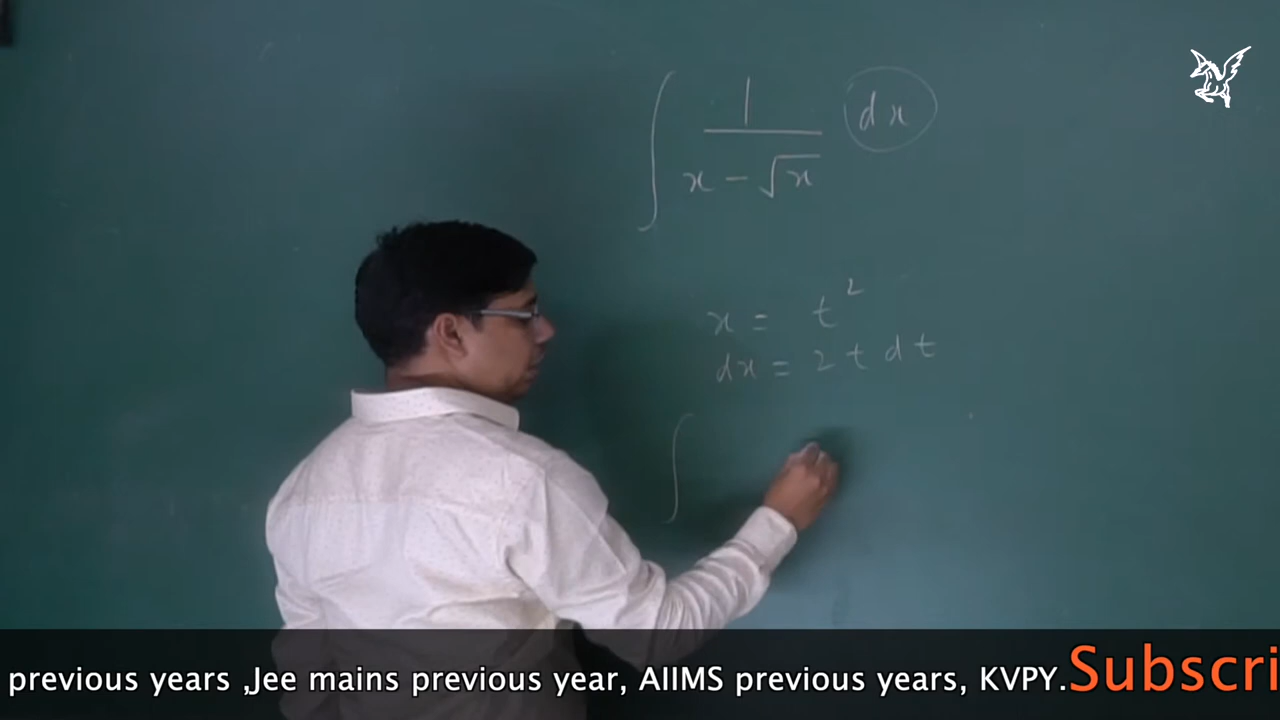 ∫ 1/(x − √x) dx
x = t²
dx = 2t dt
∫
previous years ,Jee mains previous year, AIIMS previous years, KVPY. Subscri